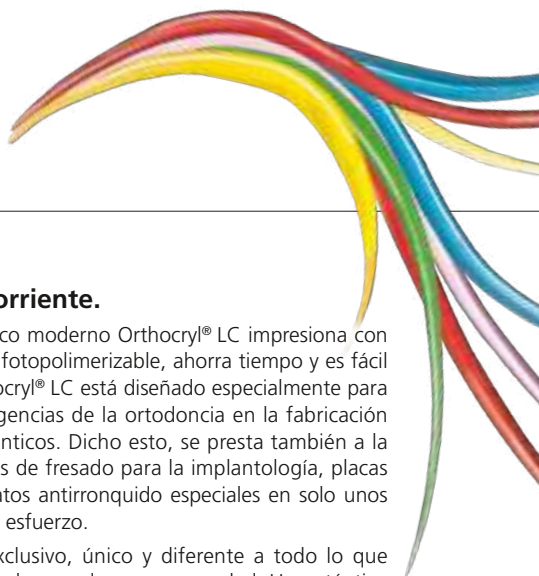 orriente.
co moderno Orthocryl® LC impresiona con
fotopolimerizable, ahorra tiempo y es fácil
ocryl® LC está diseñado especialmente para
gencias de la ortodoncia en la fabricación
nticos. Dicho esto, se presta también a la
s de fresado para la implantología, placas
tos antirronquido especiales en solo unos
esfuerzo.
xclusivo, único y diferente a todo lo que